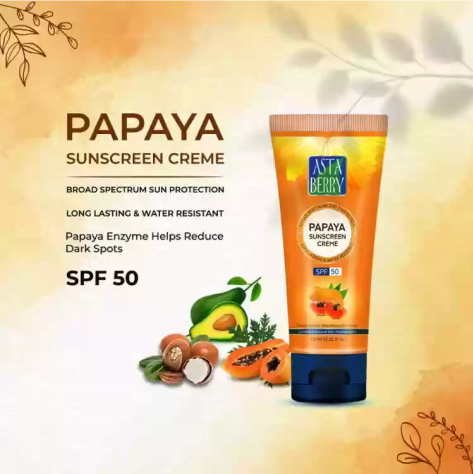 PAPAYA
SUNSCREEN CREME
BROAD SPECTRUM SUN PROTECTION
LONG LASTING & WATER RESISTANT
Papaya Enzyme Helps Reduce
Dark Spots
SPF 50
ASTA
BERRY
PAPAYA
SUNSCREEN
CREME
SPF 50